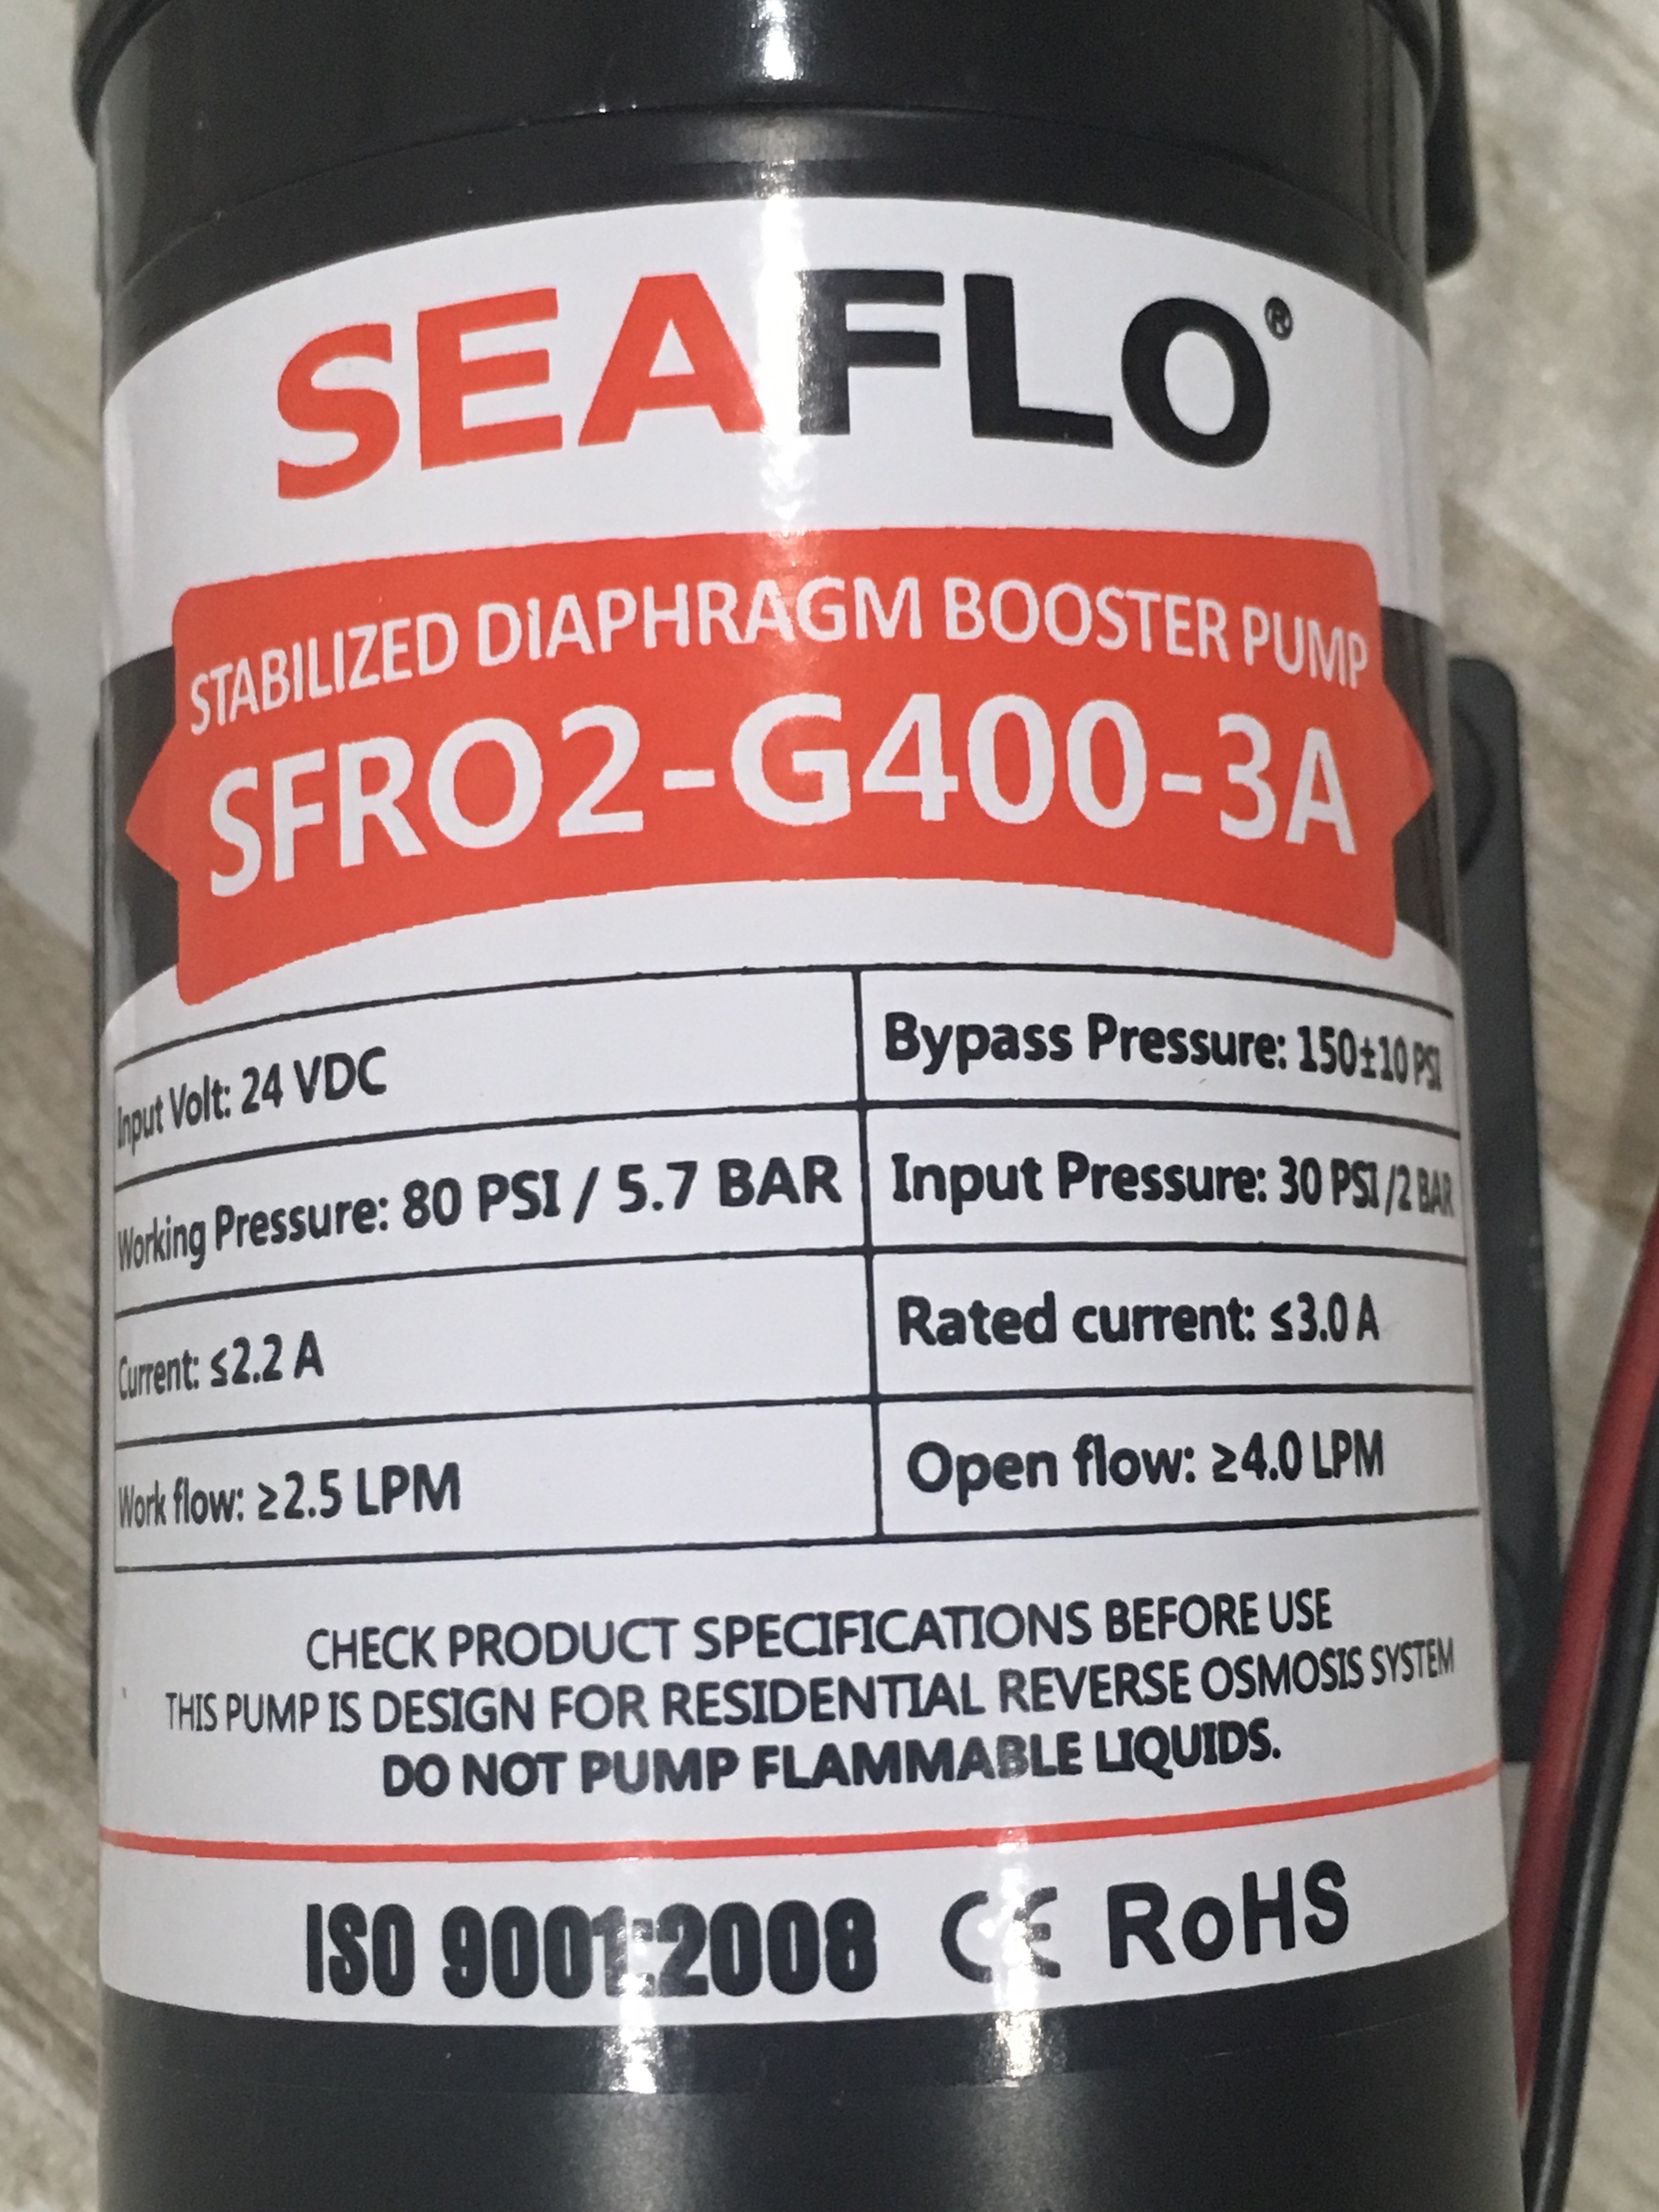 SEAFLO®
STABILIZED DIAPHRAGM BOOSTER PUMP
SFRO2-G400-3A
Input Volt: 24 VDC
Bypass Pressure: 150±10 PSI
Working Pressure: 80 PSI / 5.7 BAR
Input Pressure: 30 PSI /2 BAR
Current: ≤2.2 A
Rated current: ≤3.0 A
Work flow: ≥2.5 LPM
Open flow: ≥4.0 LPM
CHECK PRODUCT SPECIFICATIONS BEFORE USE
THIS PUMP IS DESIGN FOR RESIDENTIAL REVERSE OSMOSIS SYSTEM
DO NOT PUMP FLAMMABLE LIQUIDS.
ISO 9001:2008 CE RoHS